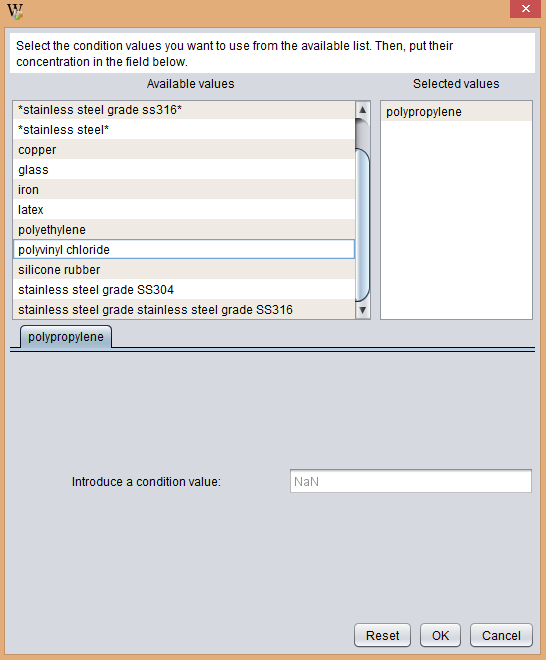 Select the condition values you want to use from the available list. Then, put their
concentration in the field below.
Available values
Selected values
*stainless steel grade ss316*
*stainless steel*
copper
glass
iron
latex
polyethylene
polyvinyl chloride
silicone rubber
stainless steel grade SS304
stainless steel grade stainless steel grade SS316
polypropylene
polypropylene
Introduce a condition value:
NaN
Reset
OK
Cancel